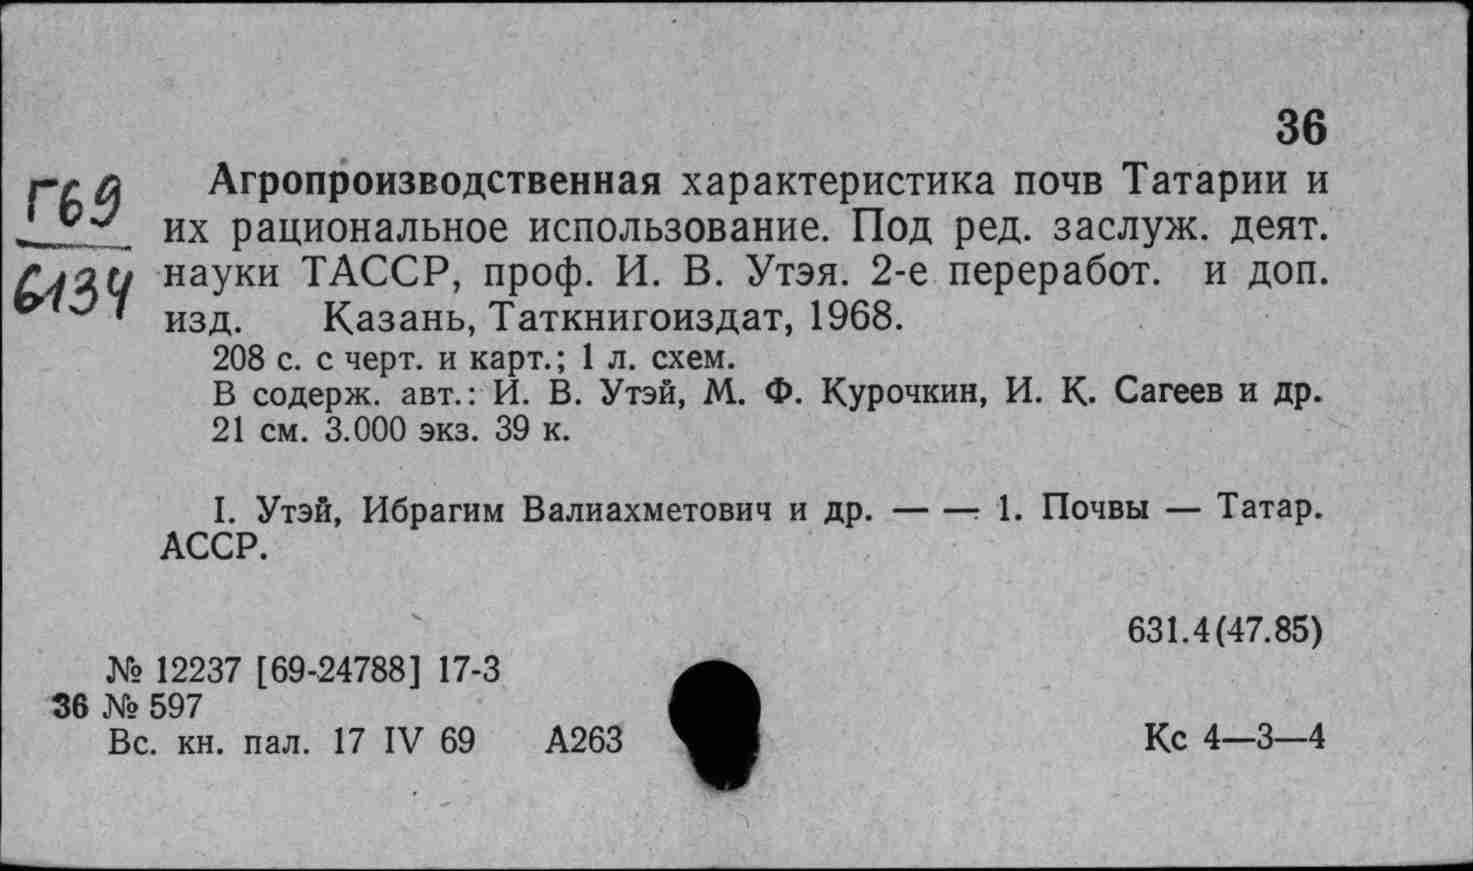 36
Г69
6134
Агропроизводственная характеристика почв Татарии и
их рациональное использование. Под ред. заслуж. деят.
науки ТАССР, проф. И. В. Утэя. 2-е переработ. и доп.
изд. Казань, Таткнигоиздат, 1968.
208 с. с черт. и карт.; 1 л. схем.
В содерж. авт.: И. В. Утэй, М. Ф. Курочкин, И. К. Сагеев и др.
21 см. 3.000 экз. 39 к.
I. Утэй, Ибрагим Валиахметович и др. — — 1. Почвы — Татар.
АССР.
631.4(47.85)
№ 12237 [69-24788] 17-3
36 № 597
Вс. кн. пал. 17 IV 69 А263
Кс 4—3—4